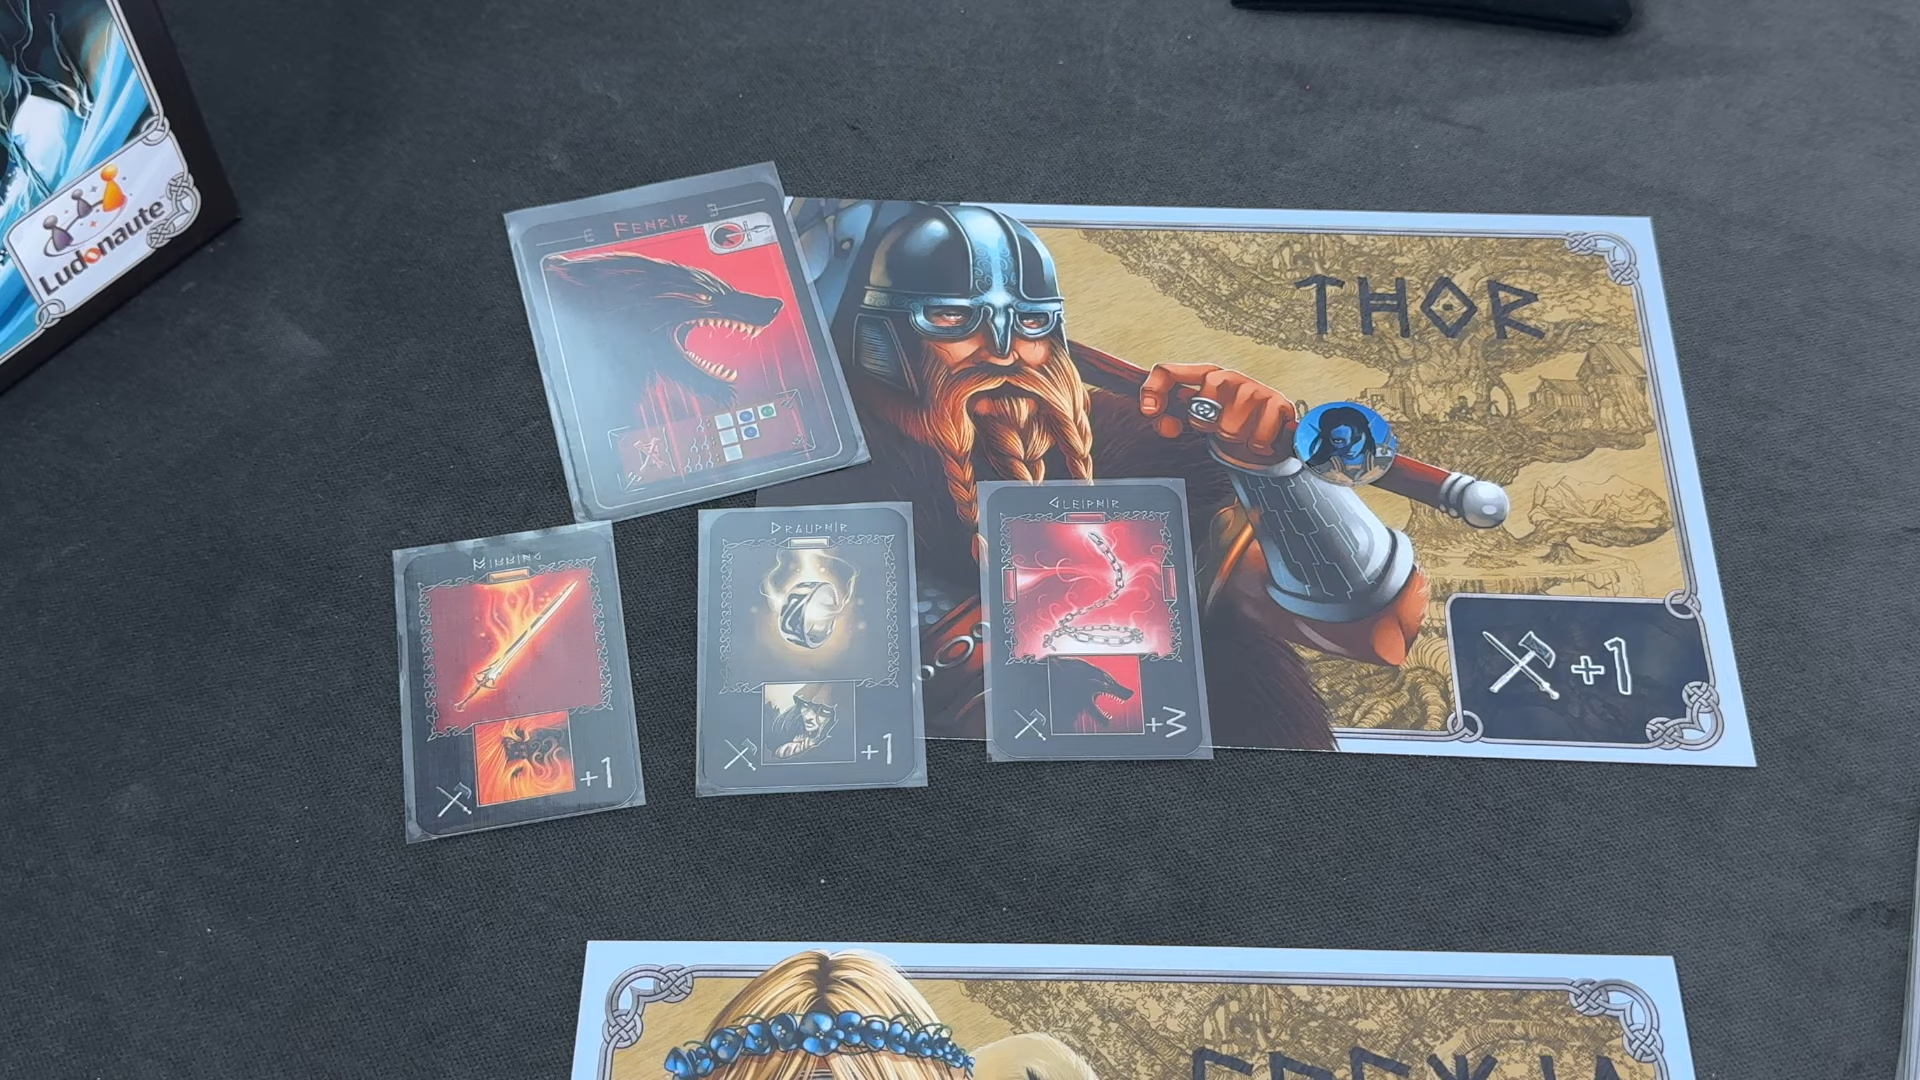 Ludonaute
FENRIR
THOR
MIMMING
+1
DRAUPNIR
+1
GLEIPNIR
+3
+1